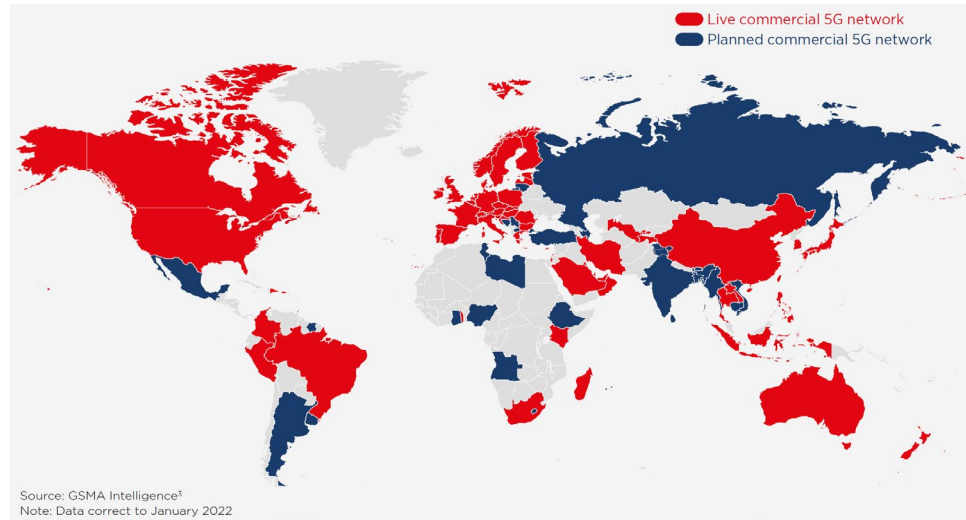 Live commercial 5G network
Planned commercial 5G network
Source: GSMA Intelligence³
Note: Data correct to January 2022